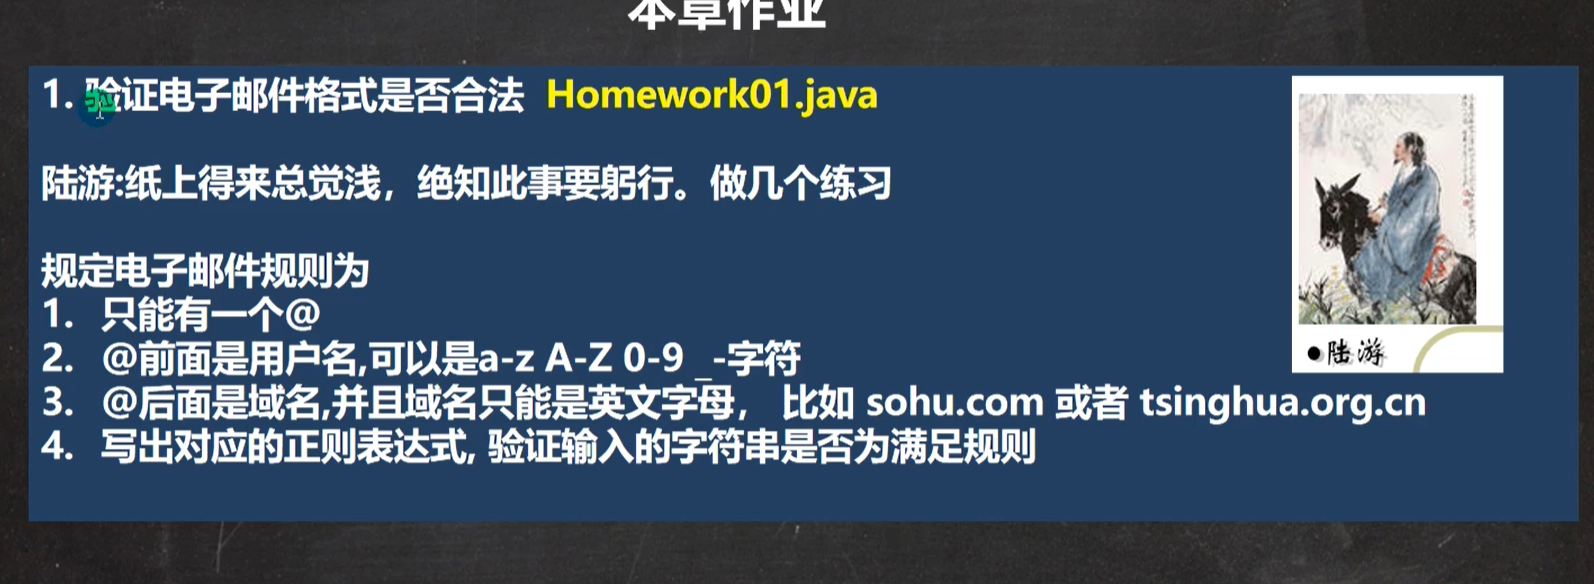 本章作业
1. 验证电子邮件格式是否合法 Homework01.java
陆游:纸上得来总觉浅，绝知此事要躬行。做几个练习
规定电子邮件规则为
1. 只能有一个@
2. @前面是用户名,可以是a-z A-Z 0-9 _-字符
3. @后面是域名,并且域名只能是英文字母， 比如 sohu.com 或者 tsinghua.org.cn
4. 写出对应的正则表达式, 验证输入的字符串是否为满足规则
●陆游